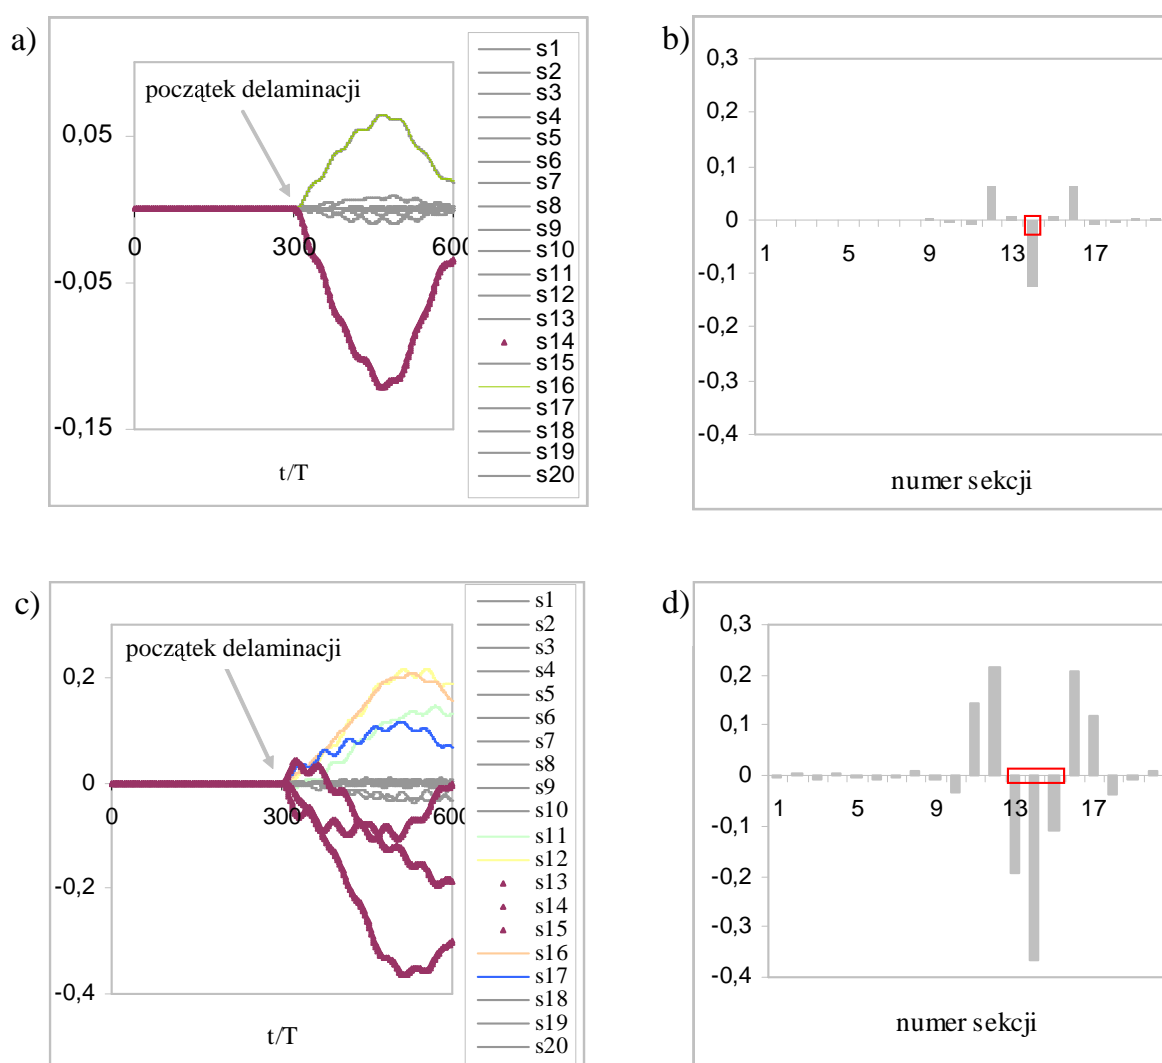 a)
początek delaminacji
0,05
0
300
600
-0,05
-0,15
t/T
s1
s2
s3
s4
s5
s6
s7
s8
s9
s10
s11
s12
s13
s14
s15
s16
s17
s18
s19
s20
b)
0,3
0,2
0,1
0
-0,1
-0,2
-0,3
-0,4
1
5
9
13
17
numer sekcji
c)
początek delaminacji
0,2
0
0
300
600
-0,2
-0,4
t/T
s1
s2
s3
s4
s5
s6
s7
s8
s9
s10
s11
s12
s13
s14
s15
s16
s17
s18
s19
s20
d)
0,3
0,2
0,1
0
-0,1
-0,2
-0,3
-0,4
1
5
9
13
17
numer sekcji